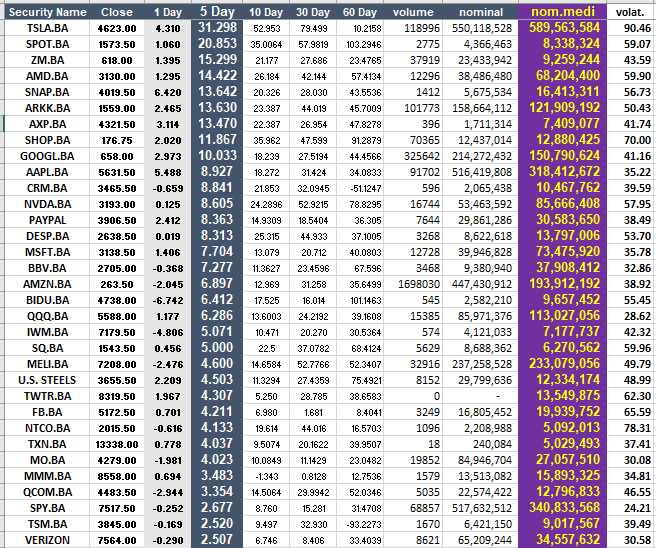 Security Name Close 1 Day 5 Day 10 Day 30 Day 60 Day volume nominal nom.medi volat.
TSLA.BA 4623.00 4.310 31.298 52.953 79.499 10.2158 118996 550,118,528 589,563,584 90.46
SPOT.BA 1573.50 1.060 20.853 35.0064 57.9819 103.2946 2775 4,366,463 8,338,324 59.07
ZM.BA 618.00 1.395 15.299 21.177 27.686 23.4765 37919 23,433,942 9,259,244 43.59
AMD.BA 3130.00 1.295 14.422 26.184 42.144 57.4134 12296 38,486,480 68,204,400 59.90
SNAP.BA 4019.50 6.420 13.642 20.326 28.030 43.5536 1412 5,675,534 16,413,311 56.73
ARKK.BA 1559.00 2.465 13.630 23.387 44.019 45.7009 101773 158,664,112 121,909,192 50.43
AXP.BA 4321.50 3.114 13.470 22.387 26.954 47.8278 396 1,711,314 7,409,077 41.74
SHOP.BA 176.75 2.020 11.867 35.962 47.599 91.2879 70365 12,437,014 12,880,425 70.00
GOOGL.BA 658.00 2.973 10.033 18.239 27.5194 44.4566 325642 214,272,432 150,790,624 41.16
AAPL.BA 5631.50 5.488 8.927 18.272 31.424 34.0833 91702 516,419,808 318,412,672 35.22
CRM.BA 3465.50 -0.659 8.841 21.853 32.0945 -51.1247 596 2,065,438 10,467,762 39.59
NVDA.BA 3193.00 0.125 8.605 24.2896 52.9215 78.8295 16744 53,463,592 85,666,408 57.95
PAYPAL 3906.50 2.412 8.363 14.9309 18.5404 36.305 7644 29,861,286 30,583,650 38.49
DESP.BA 2638.50 0.019 8.313 25.315 44.933 37.1005 3268 8,622,618 13,797,006 53.70
MSFT.BA 3138.50 1.406 7.704 13.079 20.712 40.0803 12728 39,946,828 73,475,920 35.78
BBV.BA 2705.00 -0.368 7.277 11.3627 23.4596 67.596 3468 9,380,940 37,908,412 32.86
AMZN.BA 263.50 -2.045 6.897 12.969 31.258 35.6499 1698030 447,430,912 193,912,192 38.92
BIDU.BA 4738.00 -6.742 6.412 17.525 16.014 101.1463 545 2,582,210 9,657,452 55.45
QQQ.BA 5588.00 1.177 6.286 13.6003 24.2192 39.1608 15385 85,971,376 113,027,056 28.62
IWM.BA 7179.50 -4.806 5.071 10.471 20.270 30.5364 574 4,121,033 7,177,737 42.32
SQ.BA 1543.50 0.456 5.000 22.5 37.0782 68.4124 5629 8,688,362 6,270,562 59.96
MELI.BA 7208.00 -2.476 4.600 14.6584 52.7766 52.3407 32916 237,258,528 233,079,056 49.79
U.S. STEELS 3655.50 2.209 4.503 11.3294 27.4359 75.4921 8152 29,799,636 12,334,174 48.99
TWTR.BA 8319.50 1.967 4.307 5.250 28.785 38.6583 0 - 13,549,875 62.30
FB.BA 5172.50 0.701 4.211 6.980 1.681 8.4041 3249 16,805,452 19,939,752 65.59
NTCO.BA 2015.50 -0.616 4.133 19.614 44.016 16.5703 1096 2,208,988 5,092,013 78.31
TXN.BA 13338.00 0.778 4.037 9.5074 20.1622 39.9507 18 240,084 5,029,493 37.41
MO.BA 4279.00 -1.981 4.023 10.0849 11.1429 23.0482 19852 84,946,704 27,057,510 30.08
MMM.BA 8558.00 0.694 3.483 -1.343 0.8128 12.7536 1579 13,513,082 15,893,325 34.81
QCOM.BA 4483.50 -2.944 3.354 14.5064 29.9942 52.0346 5035 22,574,422 12,796,833 46.55
SPY.BA 7517.50 -0.252 2.677 8.760 15.281 31.4708 68857 517,632,512 340,833,568 24.21
TSM.BA 3845.00 -0.169 2.520 9.497 32.930 -93.2273 1670 6,421,150 9,017,567 39.49
VERIZON 7564.00 -0.290 2.507 6.746 8.406 33.4039 8621 65,209,244 34,557,632 30.58